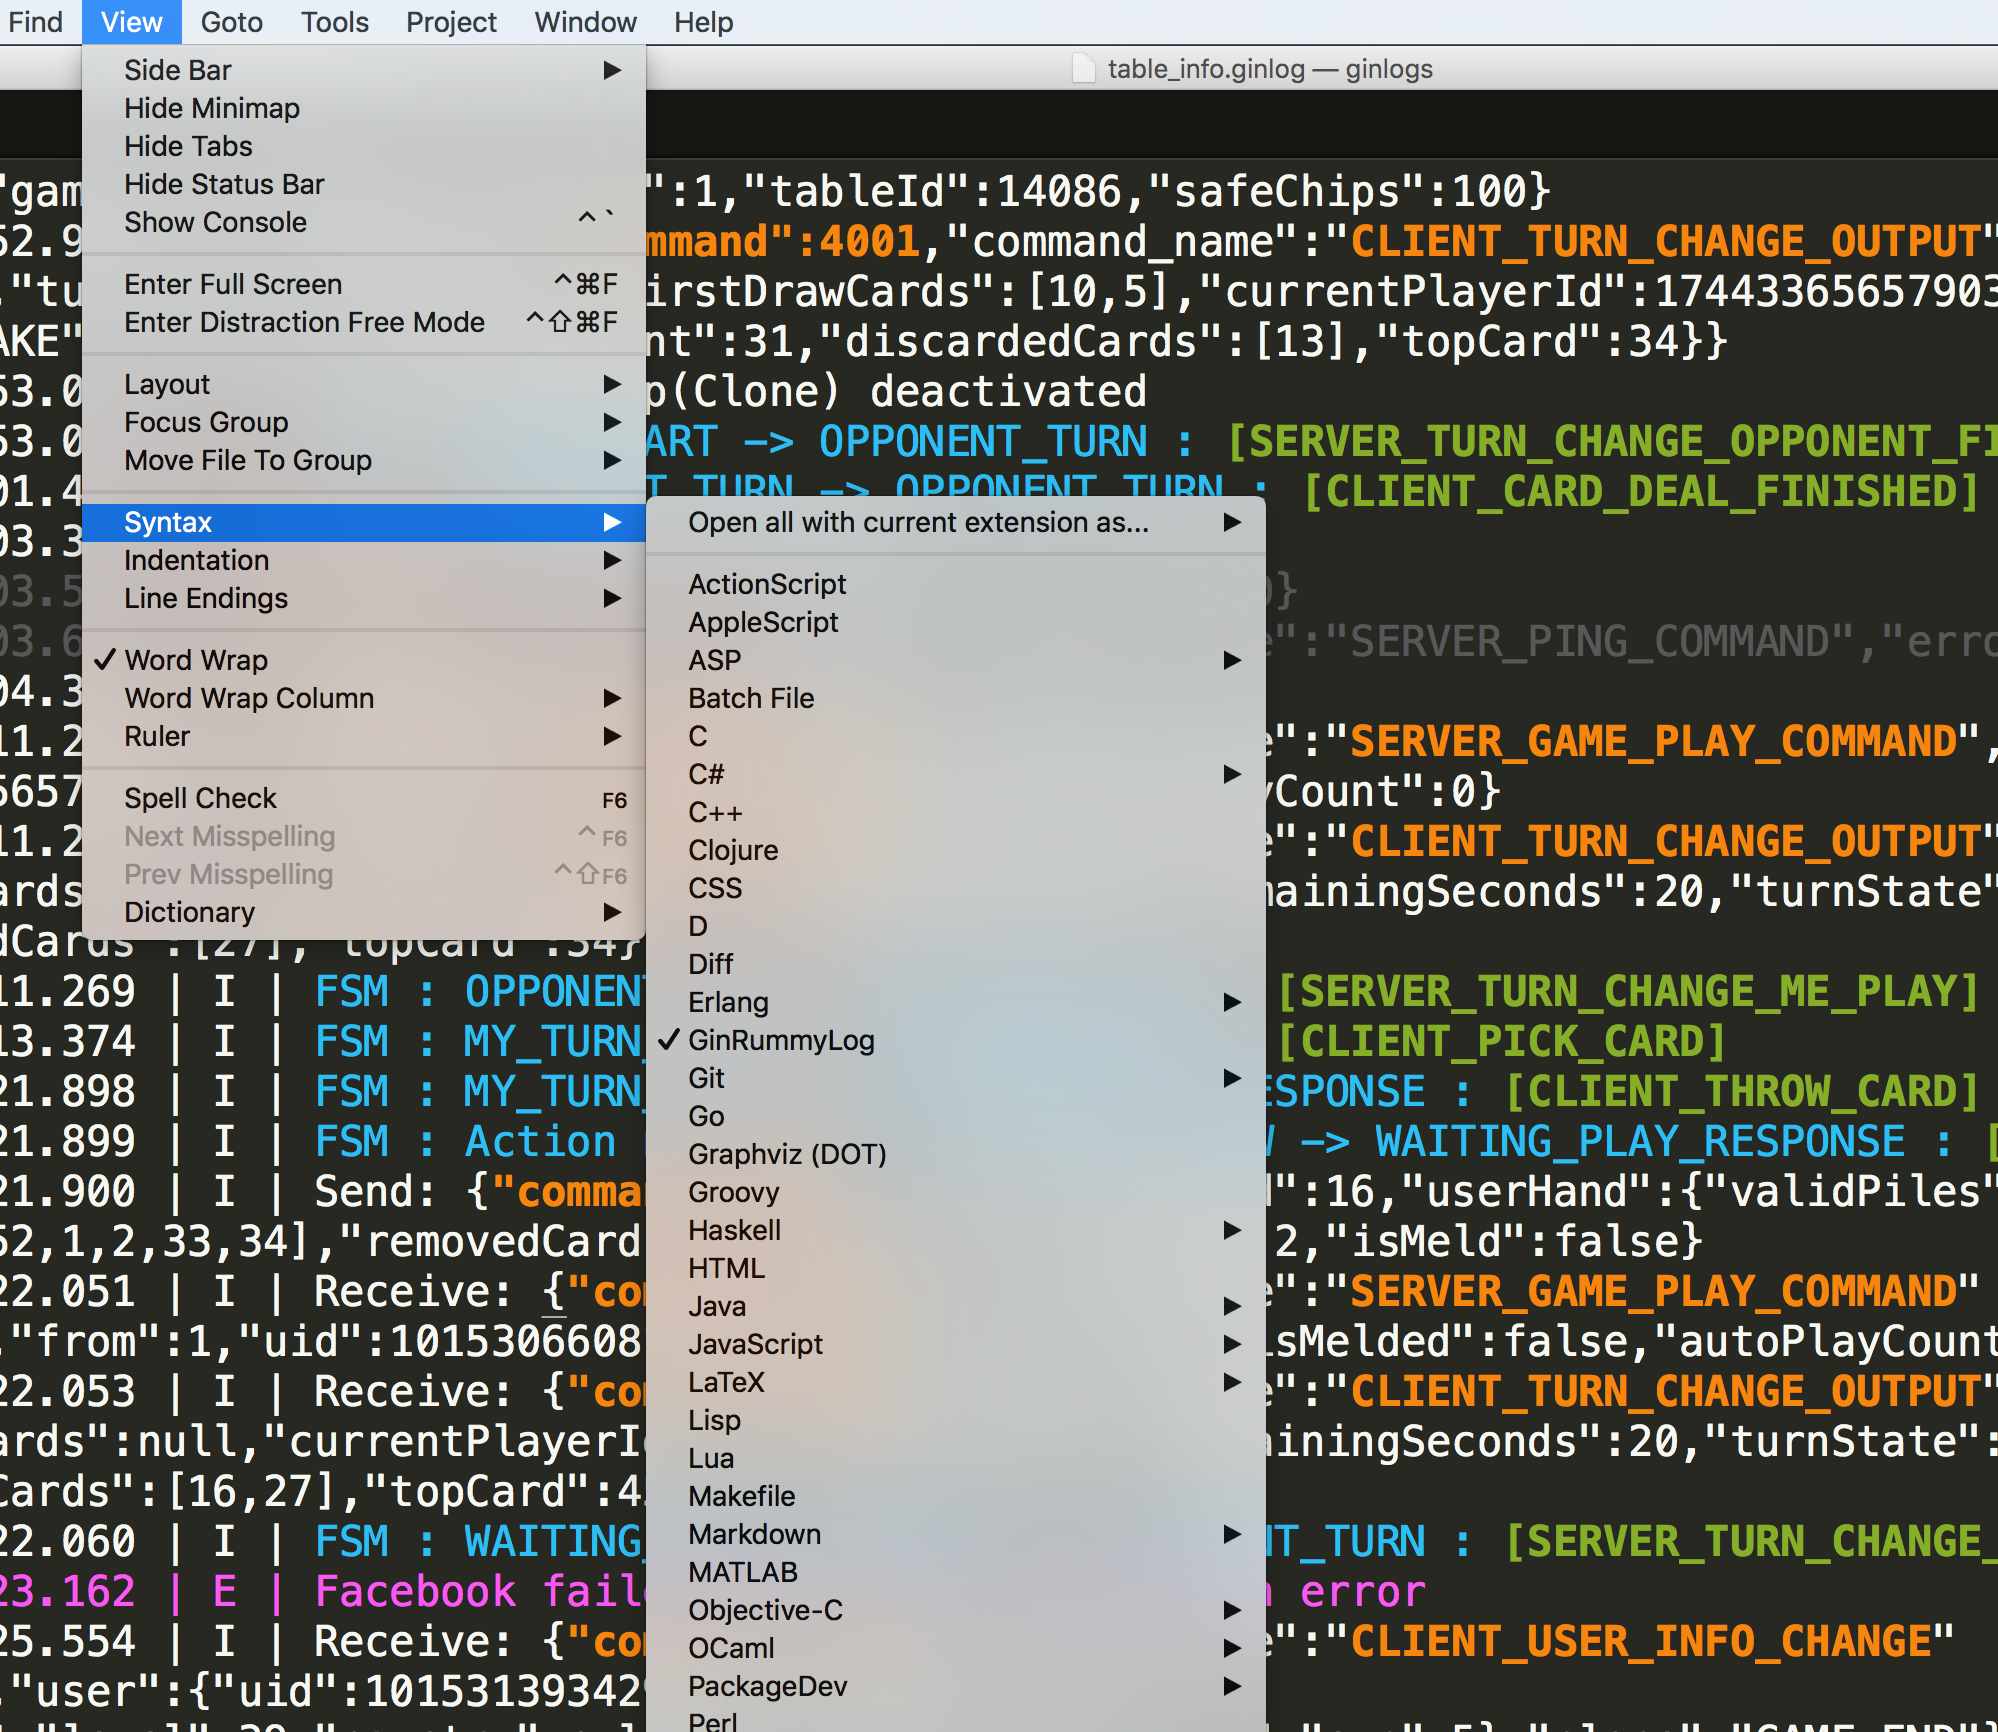 Find View Goto Tools Project Window Help
table_info.ginlog — ginlogs
Side Bar
Hide Minimap
Hide Tabs
Hide Status Bar
Show Console ^`
Enter Full Screen ^⌘F
Enter Distraction Free Mode ^⇧⌘F
Layout
Focus Group
Move File To Group
Syntax
Indentation
Line Endings
✓ Word Wrap
Word Wrap Column
Ruler
Spell Check F6
Next Misspelling ^F6
Prev Misspelling ^⇧F6
Dictionary
Open all with current extension as...
ActionScript
AppleScript
ASP
Batch File
C
C#
C++
Clojure
CSS
D
Diff
Erlang
✓ GinRummyLog
Git
Go
Graphviz (DOT)
Groovy
Haskell
HTML
Java
JavaScript
LaTeX
Lisp
Lua
Makefile
Markdown
MATLAB
Objective-C
OCaml
PackageDev
Perl
"gam ":1,"tableId":14086,"safeChips":100}
52.9 mmand":4001,"command_name":"CLIENT_TURN_CHANGE_OUTPUT"
,"tu irstDrawCards":[10,5],"currentPlayerId":17443365657903
AKE" nt":31,"discardedCards":[13],"topCard":34}}
53.0 p(Clone) deactivated
53.0 ART -> OPPONENT_TURN : [SERVER_TURN_CHANGE_OPPONENT_FI
01.4 T_TURN -> OPPONENT_TURN : [CLIENT_CARD_DEAL_FINISHED]
03.3
03.5 }
03.6 e":"SERVER_PING_COMMAND","erro
04.3
11.2 e":"SERVER_GAME_PLAY_COMMAND",
5657 yCount":0}
11.2 e":"CLIENT_TURN_CHANGE_OUTPUT"
ards mainingSeconds":20,"turnState"
dCards":[27],"topCard":34}
11.269 | I | FSM : OPPONENT [SERVER_TURN_CHANGE_ME_PLAY]
13.374 | I | FSM : MY_TURN_ [CLIENT_PICK_CARD]
21.898 | I | FSM : MY_TURN_ ESPONSE : [CLIENT_THROW_CARD]
21.899 | I | FSM : Action W -> WAITING_PLAY_RESPONSE : [
21.900 | I | Send: {"comma d":16,"userHand":{"validPiles"
52,1,2,33,34],"removedCard 2,"isMeld":false}
22.051 | I | Receive: {"co e":"SERVER_GAME_PLAY_COMMAND"
,"from":1,"uid":1015306608 isMelded":false,"autoPlayCount
22.053 | I | Receive: {"co e":"CLIENT_TURN_CHANGE_OUTPUT"
ards":null,"currentPlayerI ainingSeconds":20,"turnState":
Cards":[16,27],"topCard":4
22.060 | I | FSM : WAITING_ NT_TURN : [SERVER_TURN_CHANGE_
23.162 | E | Facebook faile error
25.554 | I | Receive: {"co e":"CLIENT_USER_INFO_CHANGE"
,"user":{"uid":10153139342